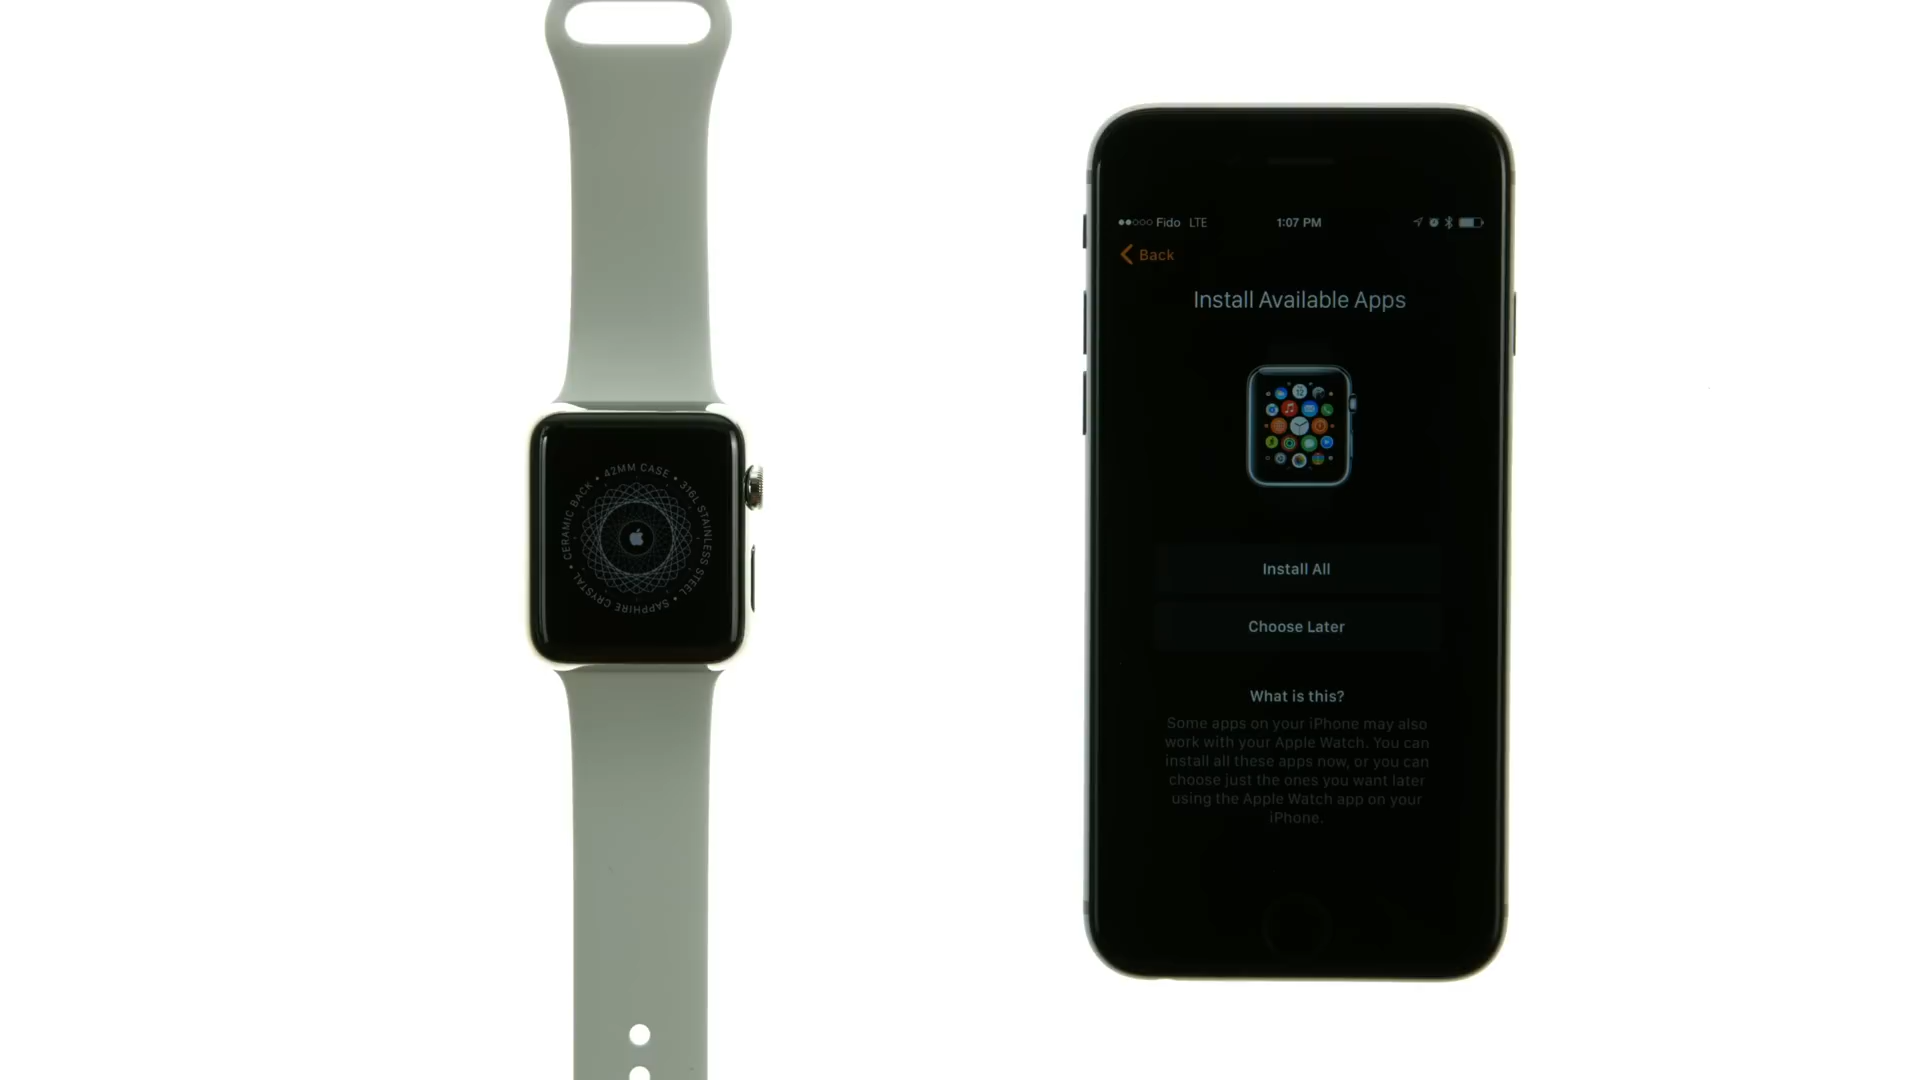 42MM CASE • 316L STAINLESS STEEL • SAPPHIRE CRYSTAL • CERAMIC BACK •
Fido LTE 1:07 PM
Back
Install Available Apps
Install All
Choose Later
What is this?
Some apps on your iPhone may also
work with your Apple Watch. You can
install all these apps now, or you can
choose just the ones you want later
using the Apple Watch app on your
iPhone.